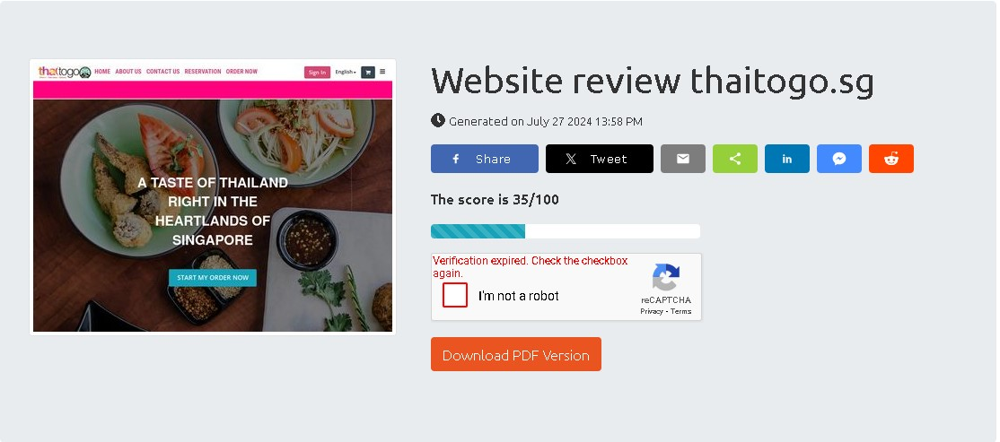 thaitogo HOME ABOUT US CONTACT US RESERVATION ORDER NOW Sign In English
A TASTE OF THAILAND
RIGHT IN THE
HEARTLANDS OF
SINGAPORE
START MY ORDER NOW
Website review thaitogo.sg
Generated on July 27 2024 13:58 PM
Share Tweet in
The score is 35/100
Verification expired. Check the checkbox
again.
I'm not a robot
reCAPTCHA
Privacy - Terms
Download PDF Version